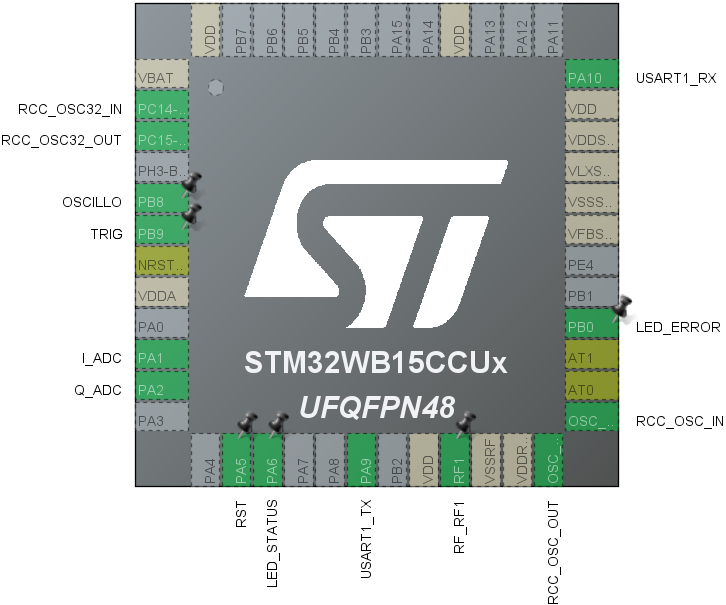 VDD PB7 PB6 PB5 PB4 PB3 PA15 PA14 VDD PA13 PA12 PA11
VBAT
RCC_OSC32_IN PC14-..
RCC_OSC32_OUT PC15-..
PH3-B..
OSCILLO PB8
TRIG PB9
NRST..
VDDA
PA0
I_ADC PA1
Q_ADC PA2
PA3
PA10 USART1_RX
VDD
VDDS..
VLXS..
VSSS..
VFBS..
PE4
PB1
PB0 LED_ERROR
AT1
AT0
OSC_.. RCC_OSC_IN
ST
STM32WB15CCUx
UFQFPN48
PA4 PA5 PA6 PA7 PA8 PA9 PB2 VDD RF1 VSSRF VDDR.. OSC_..
RST
LED_STATUS
USART1_TX
RF_RF1
RCC_OSC_OUT